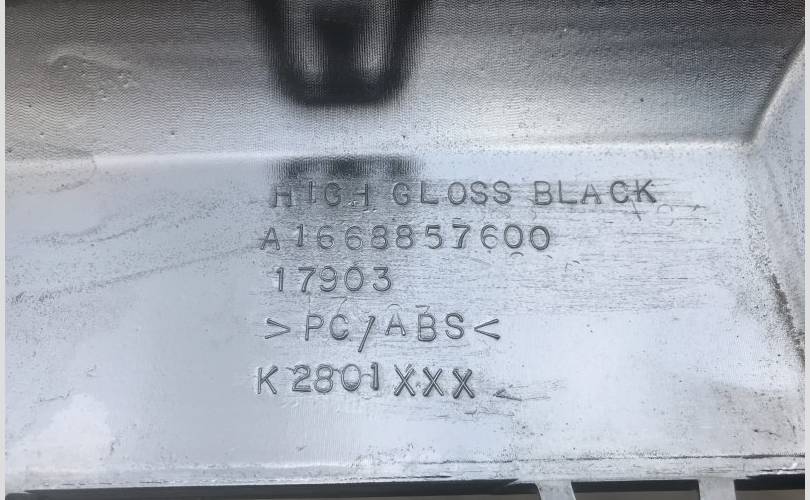 HIGH GLOSS BLACK
A1668857600
17903
>PC/ABS<
K2801XXX